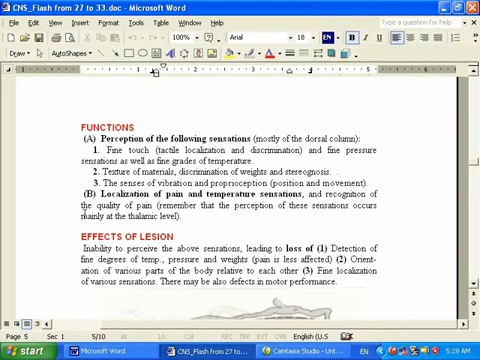 CNS_Flash from 27 to 33.doc - Microsoft Word
File Edit View Insert Format Tools Table Window Help
Type a question for help
100% Arial 18 EN B I U
Draw AutoShapes
FUNCTIONS
(A) Perception of the following sensations (mostly of the dorsal column):
1. Fine touch (tactile localization and discrimination) and fine pressure
sensations as well as fine grades of temperature.
2. Texture of materials, discrimination of weights and stereognosis.
3. The senses of vibration and proprioception (position and movement).
(B) Localization of pain and temperature sensations, and recognition of
the quality of pain (remember that the perception of these sensations occurs
mainly at the thalamic level).
EFFECTS OF LESION
Inability to perceive the above sensations, leading to loss of (1) Detection of
fine degrees of temp., pressure and weights (pain is less affected) (2) Orient-
ation of various parts of the body relative to each other (3) Fine localization
of various sensations. There may be also defects in motor performance.
Page 5 Sec 1 5/10 REC TRK EXT OVR English (U.S
start Microsoft Word CNS_Flash from 27 to... Camtasia Studio - Unt... EN 5:28 AM